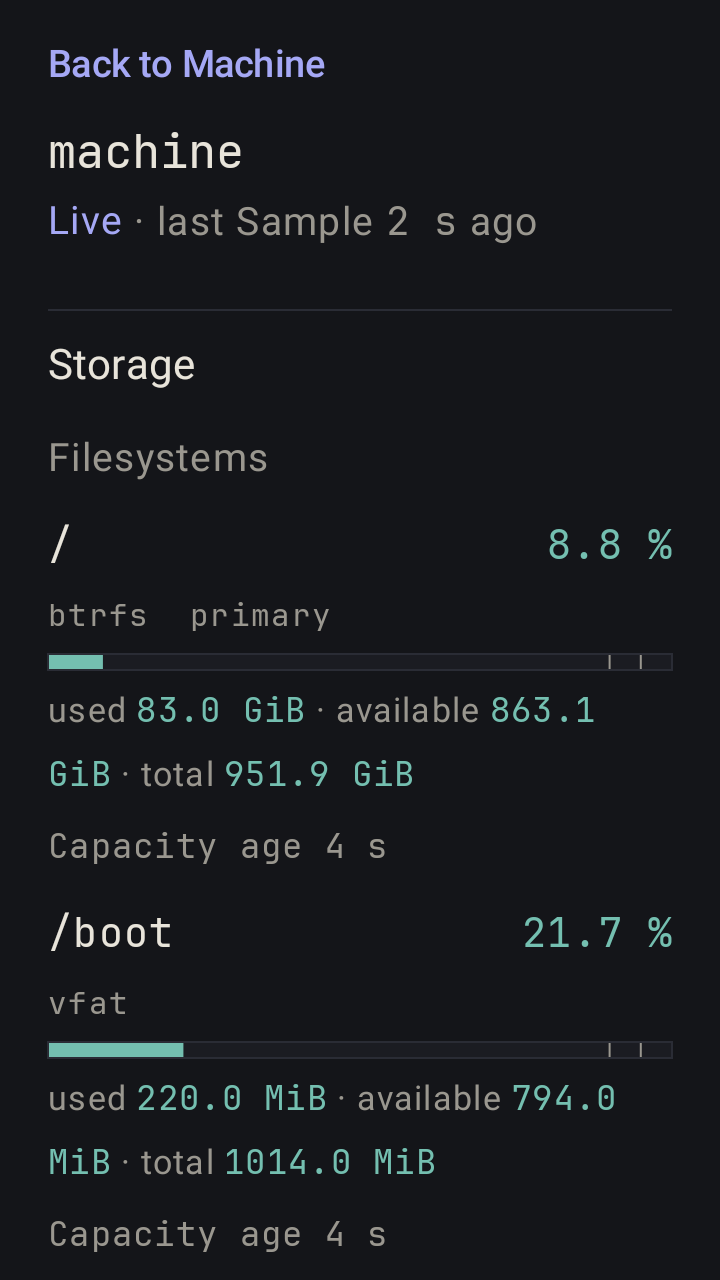 Back to Machine
machine
Live · last Sample 2 s ago
Storage
Filesystems
/ 8.8 %
btrfs primary
used 83.0 GiB · available 863.1
GiB · total 951.9 GiB
Capacity age 4 s
/boot 21.7 %
vfat
used 220.0 MiB · available 794.0
MiB · total 1014.0 MiB
Capacity age 4 s